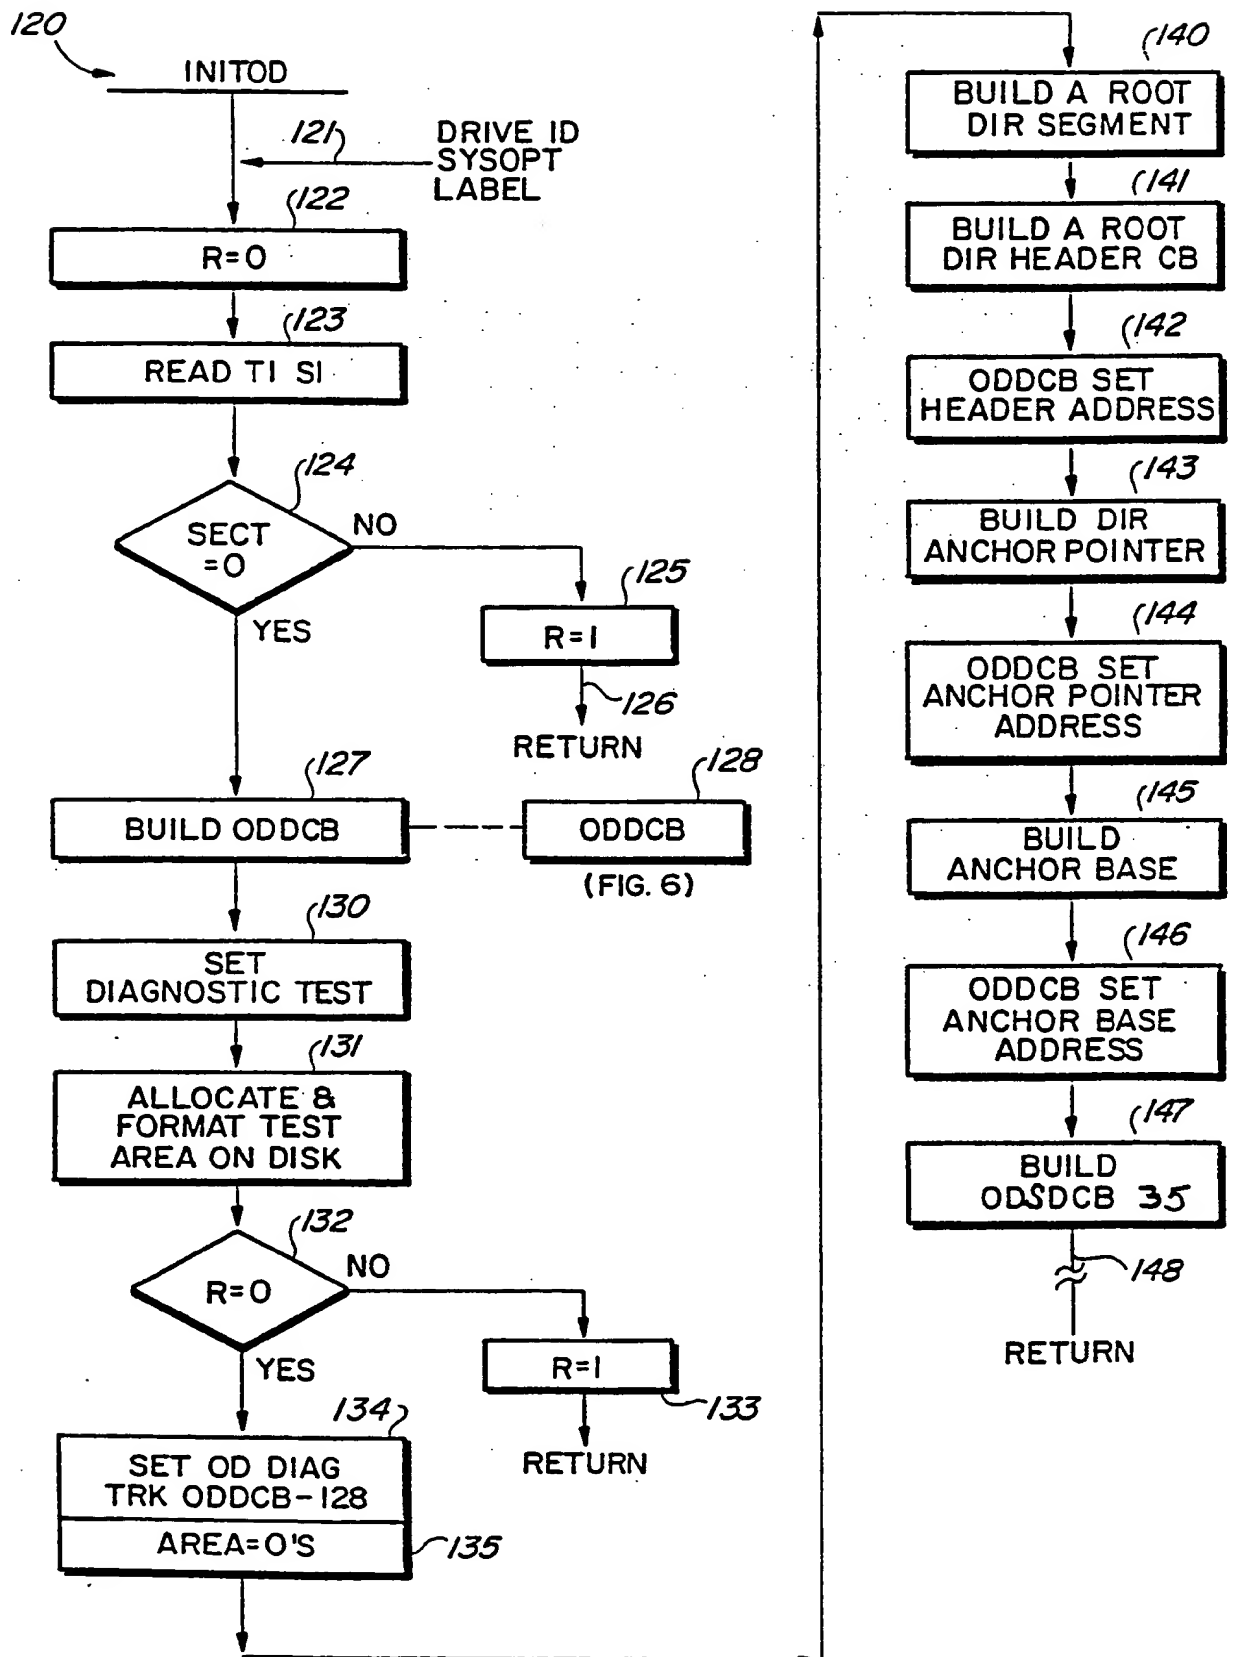 120
INITOD
121
DRIVE ID
SYSOPT
LABEL
122
R=0
123
READ T1 S1
124
SECT
=0
NO
YES
125
R=1
126
RETURN
127
BUILD ODDCB
128
ODDCB
(FIG. 6)
130
SET
DIAGNOSTIC TEST
131
ALLOCATE &
FORMAT TEST
AREA ON DISK
132
R=0
NO
YES
R=1
133
RETURN
134
SET OD DIAG
TRK ODDCB-128
AREA=0'S
135
140
BUILD A ROOT
DIR SEGMENT
141
BUILD A ROOT
DIR HEADER CB
142
ODDCB SET
HEADER ADDRESS
143
BUILD DIR
ANCHOR POINTER
144
ODDCB SET
ANCHOR POINTER
ADDRESS
145
BUILD
ANCHOR BASE
146
ODDCB SET
ANCHOR BASE
ADDRESS
147
BUILD
ODSDCB 35
148
RETURN